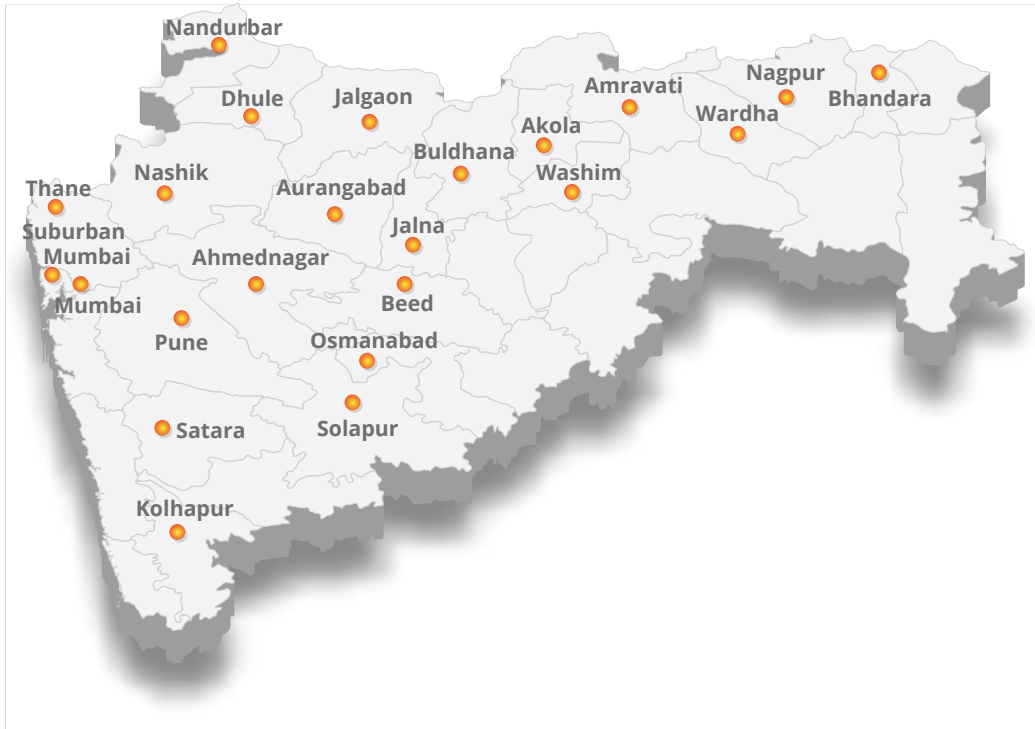 Nandurbar
Dhule
Jalgaon
Amravati
Nagpur
Bhandara
Wardha
Akola
Buldhana
Washim
Nashik
Thane
Aurangabad
Jalna
Suburban
Mumbai
Ahmednagar
Mumbai
Beed
Pune
Osmanabad
Satara
Solapur
Kolhapur